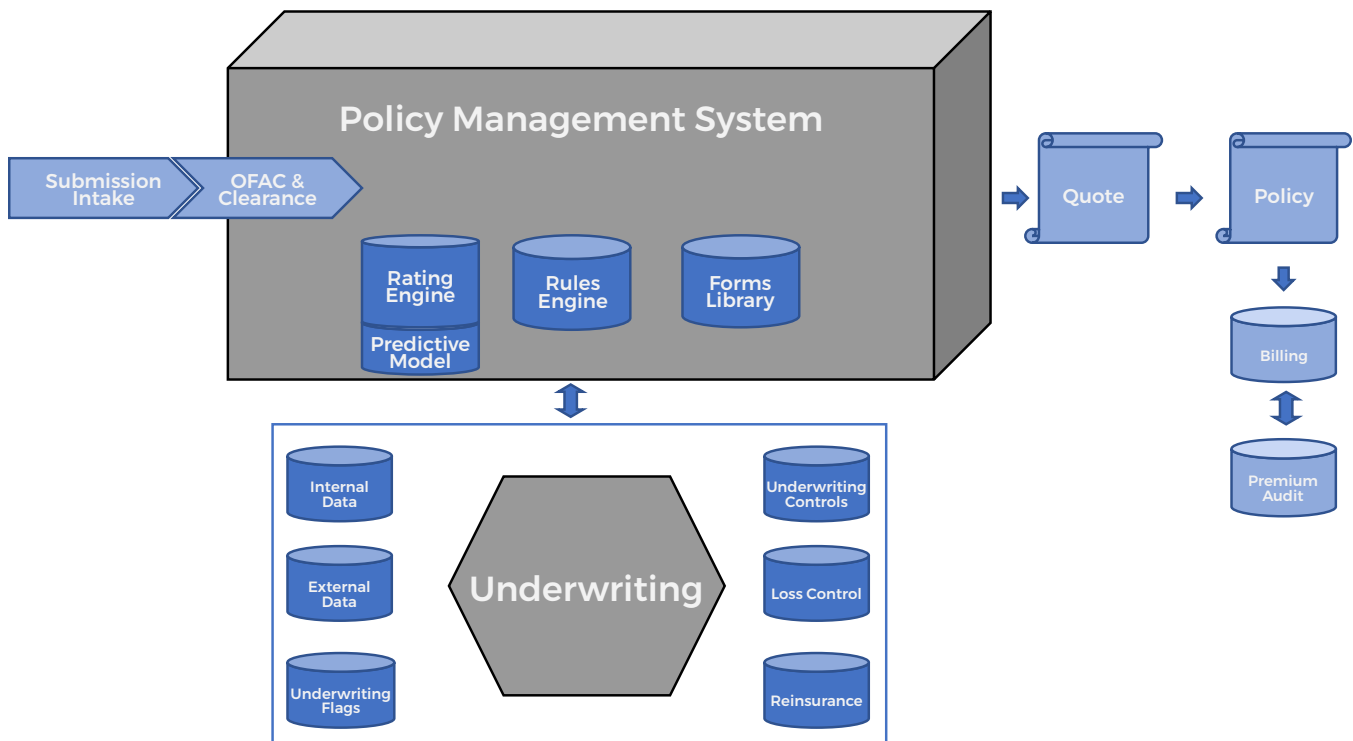 Policy Management System
Submission
Intake
OFAC &
Clearance
Quote
Policy
Rating
Engine
Predictive
Model
Rules
Engine
Forms
Library
Billing
Premium
Audit
Internal
Data
External
Data
Underwriting
Flags
Underwriting
Underwriting
Controls
Loss Control
Reinsurance